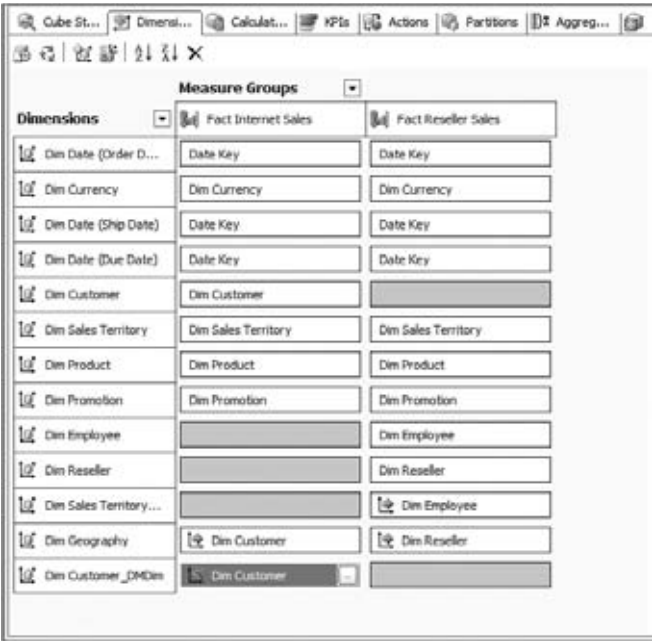 Cube St... Dimensi... Calculat... KPIs Actions Partitions Aggreg...
Measure Groups
Dimensions Fact Internet Sales Fact Reseller Sales
Dim Date (Order D... Date Key Date Key
Dim Currency Dim Currency Dim Currency
Dim Date (Ship Date) Date Key Date Key
Dim Date (Due Date) Date Key Date Key
Dim Customer Dim Customer
Dim Sales Territory Dim Sales Territory Dim Sales Territory
Dim Product Dim Product Dim Product
Dim Promotion Dim Promotion Dim Promotion
Dim Employee Dim Employee
Dim Reseller Dim Reseller
Dim Sales Territory... Dim Employee
Dim Geography Dim Customer Dim Reseller
Dim Customer_DMDim Dim Customer ...